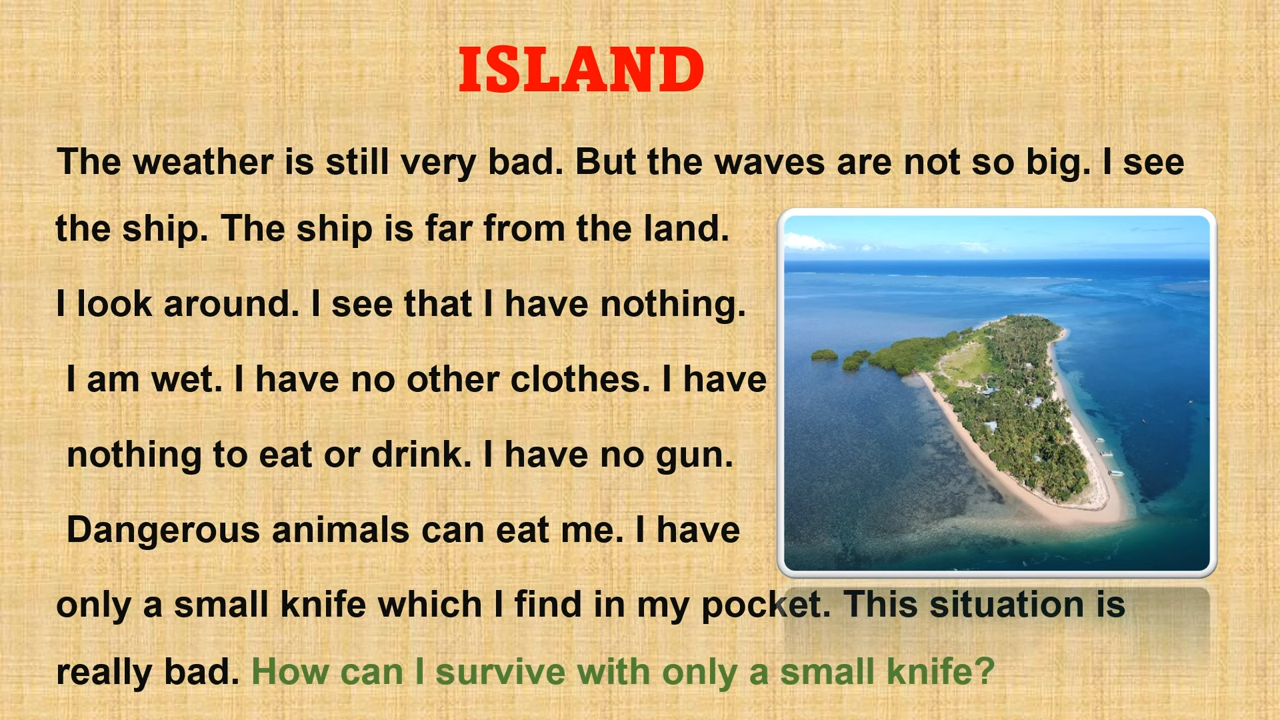 ISLAND
The weather is still very bad. But the waves are not so big. I see
the ship. The ship is far from the land.
I look around. I see that I have nothing.
I am wet. I have no other clothes. I have
nothing to eat or drink. I have no gun.
Dangerous animals can eat me. I have
only a small knife which I find in my pocket. This situation is
really bad. How can I survive with only a small knife?